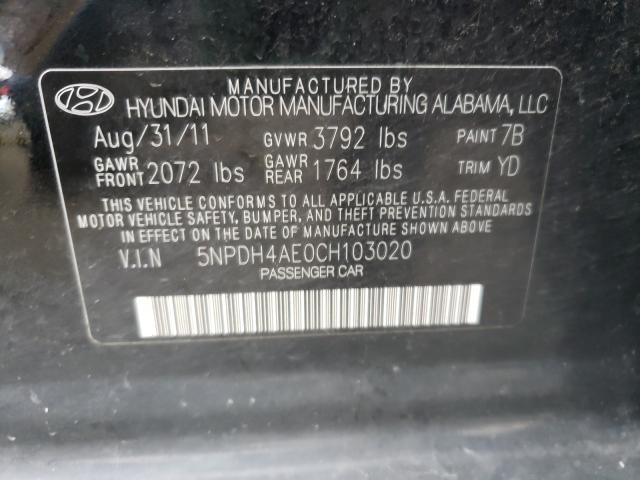 MANUFACTURED BY
HYUNDAI MOTOR MANUFACTURING ALABAMA, LLC
Aug/31/11 GVWR 3792 lbs PAINT 7B
GAWR FRONT 2072 lbs GAWR REAR 1764 lbs TRIM YD
THIS VEHICLE CONFORMS TO ALL APPLICABLE U.S.A. FEDERAL
MOTOR VEHICLE SAFETY, BUMPER, AND THEFT PREVENTION
STANDARDS IN EFFECT ON THE DATE OF MANUFACTURE SHOWN ABOVE.
V.I.N 5NPDH4AE0CH103020
PASSENGER CAR